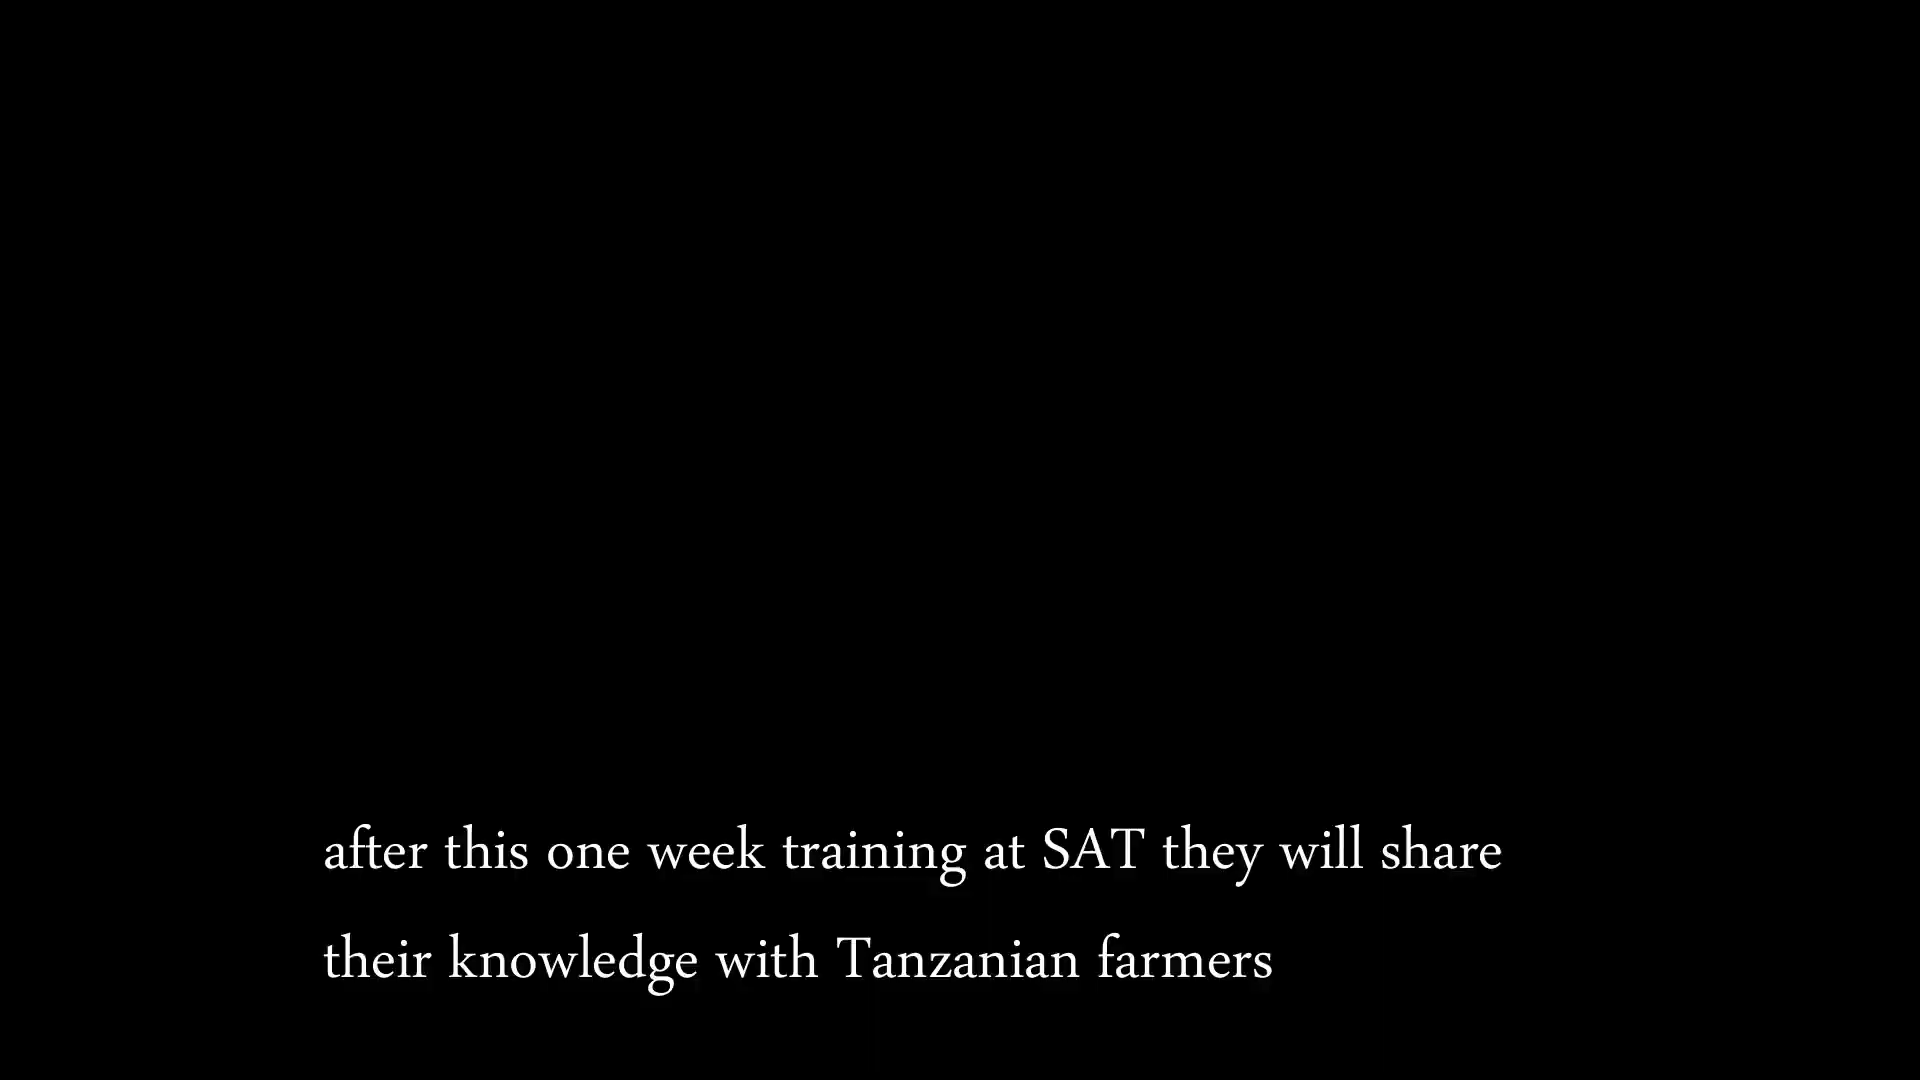 after this one week training at SAT they will share
their knowledge with Tanzanian farmers